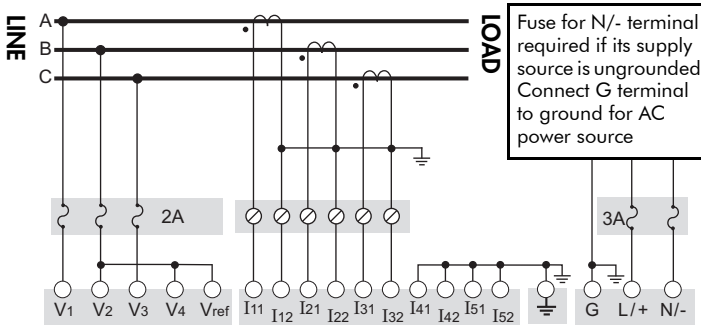 A
B
C
LINE
LOAD
Fuse for N/- terminal
required if its supply
source is ungrounded
Connect G terminal
to ground for AC
power source
2A
3A
V1 V2 V3 V4 Vref I11 I12 I21 I22 I31 I32 I41 I42 I51 I52 G L/+ N/-